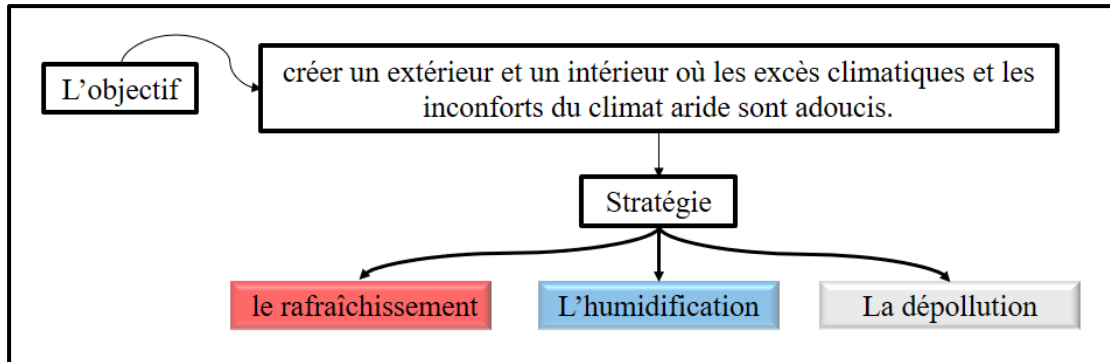 L’objectif
créer un extérieur et un intérieur où les excès climatiques et les
inconforts du climat aride sont adoucis.
Stratégie
le rafraîchissement
L’humidification
La dépollution